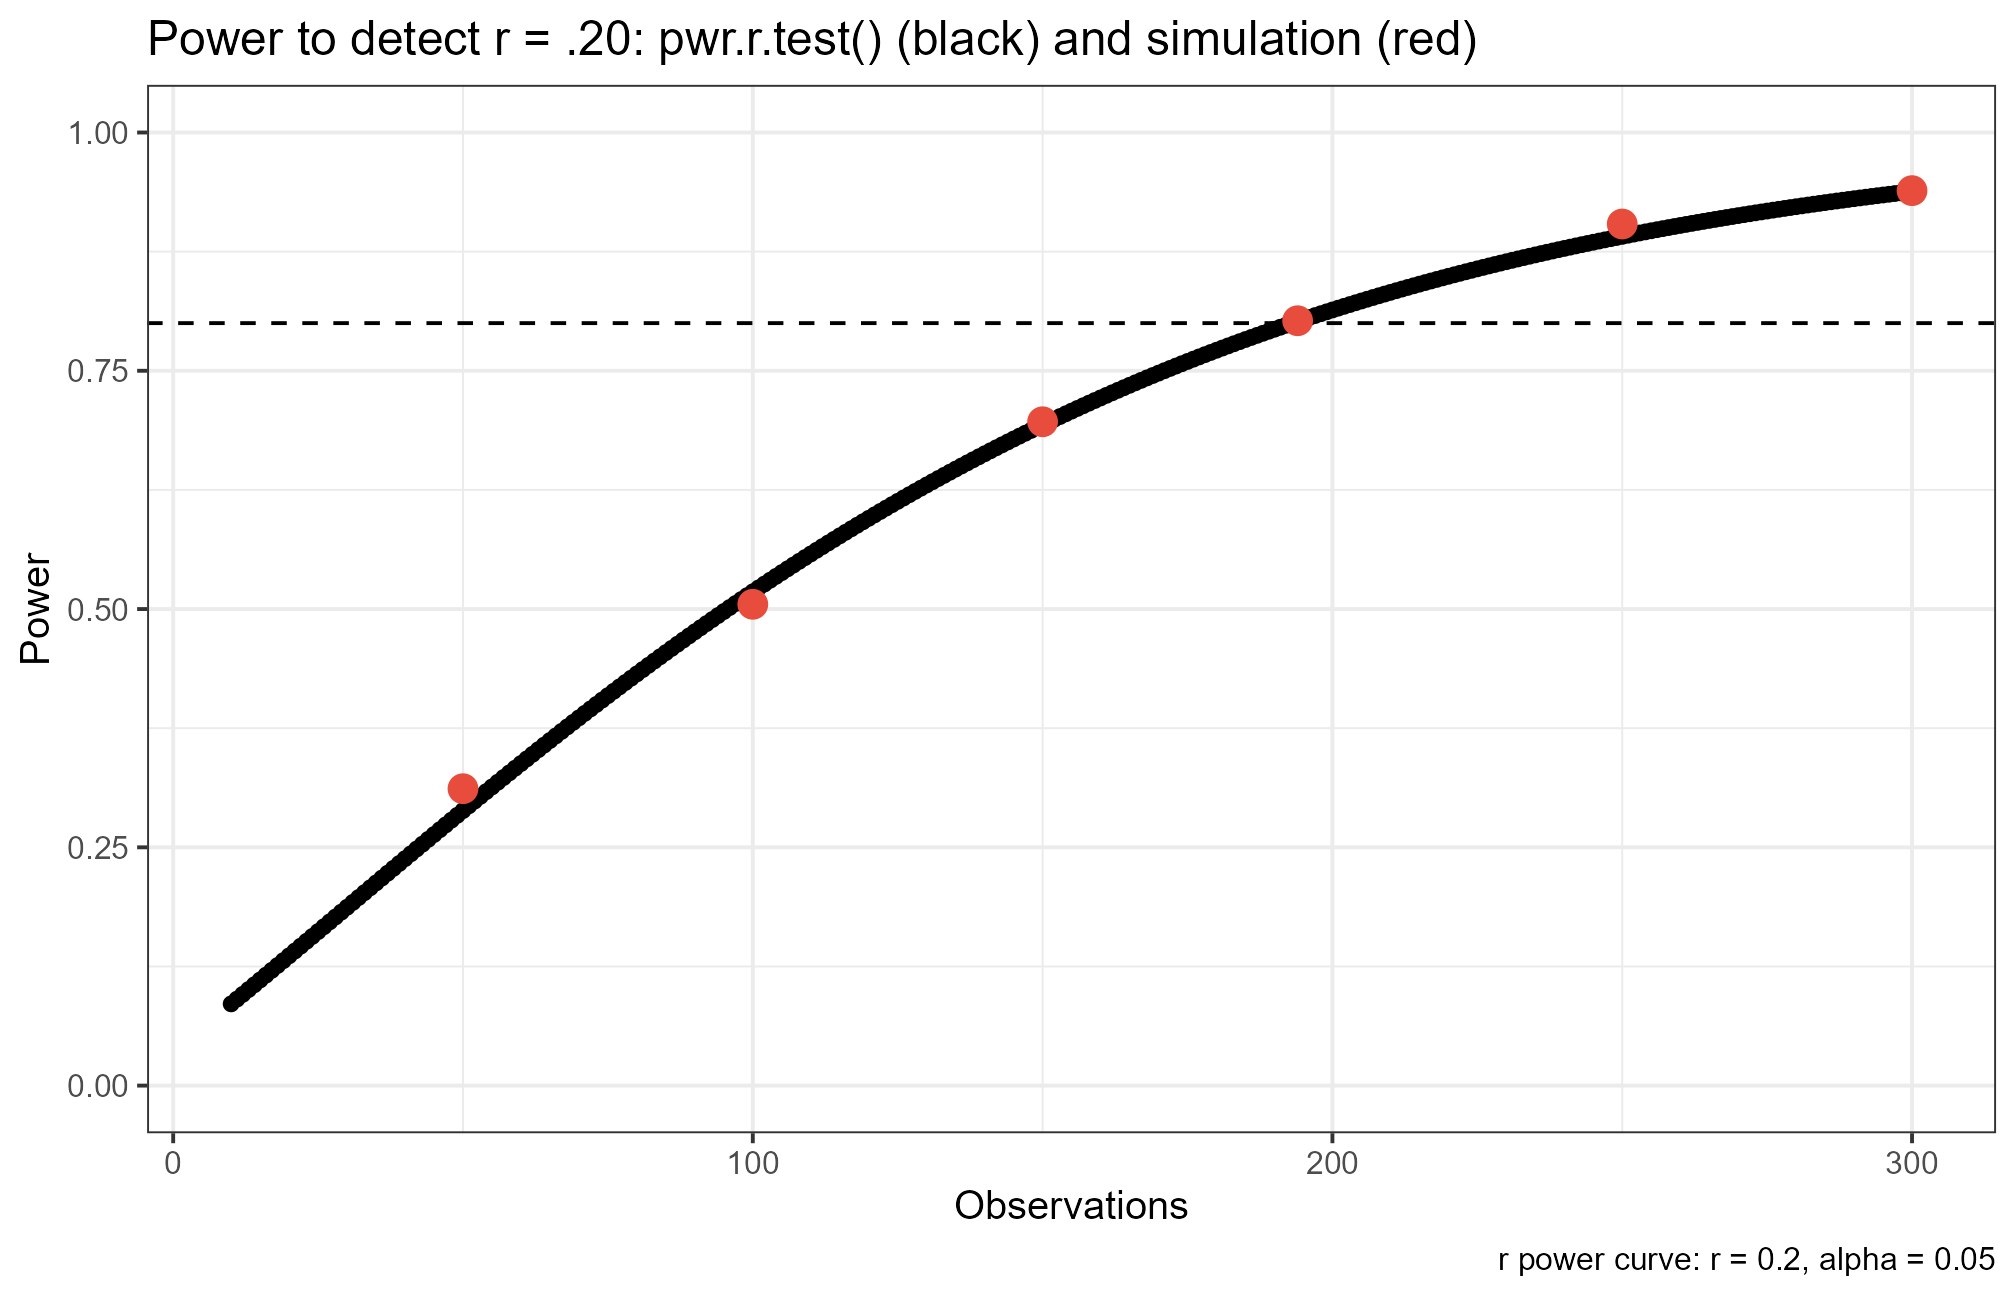 Power to detect r = .20: pwr.r.test() (black) and simulation (red)
1.00
0.75
0.50
0.25
0.00
Power
0 100 200 300
Observations
r power curve: r = 0.2, alpha = 0.05